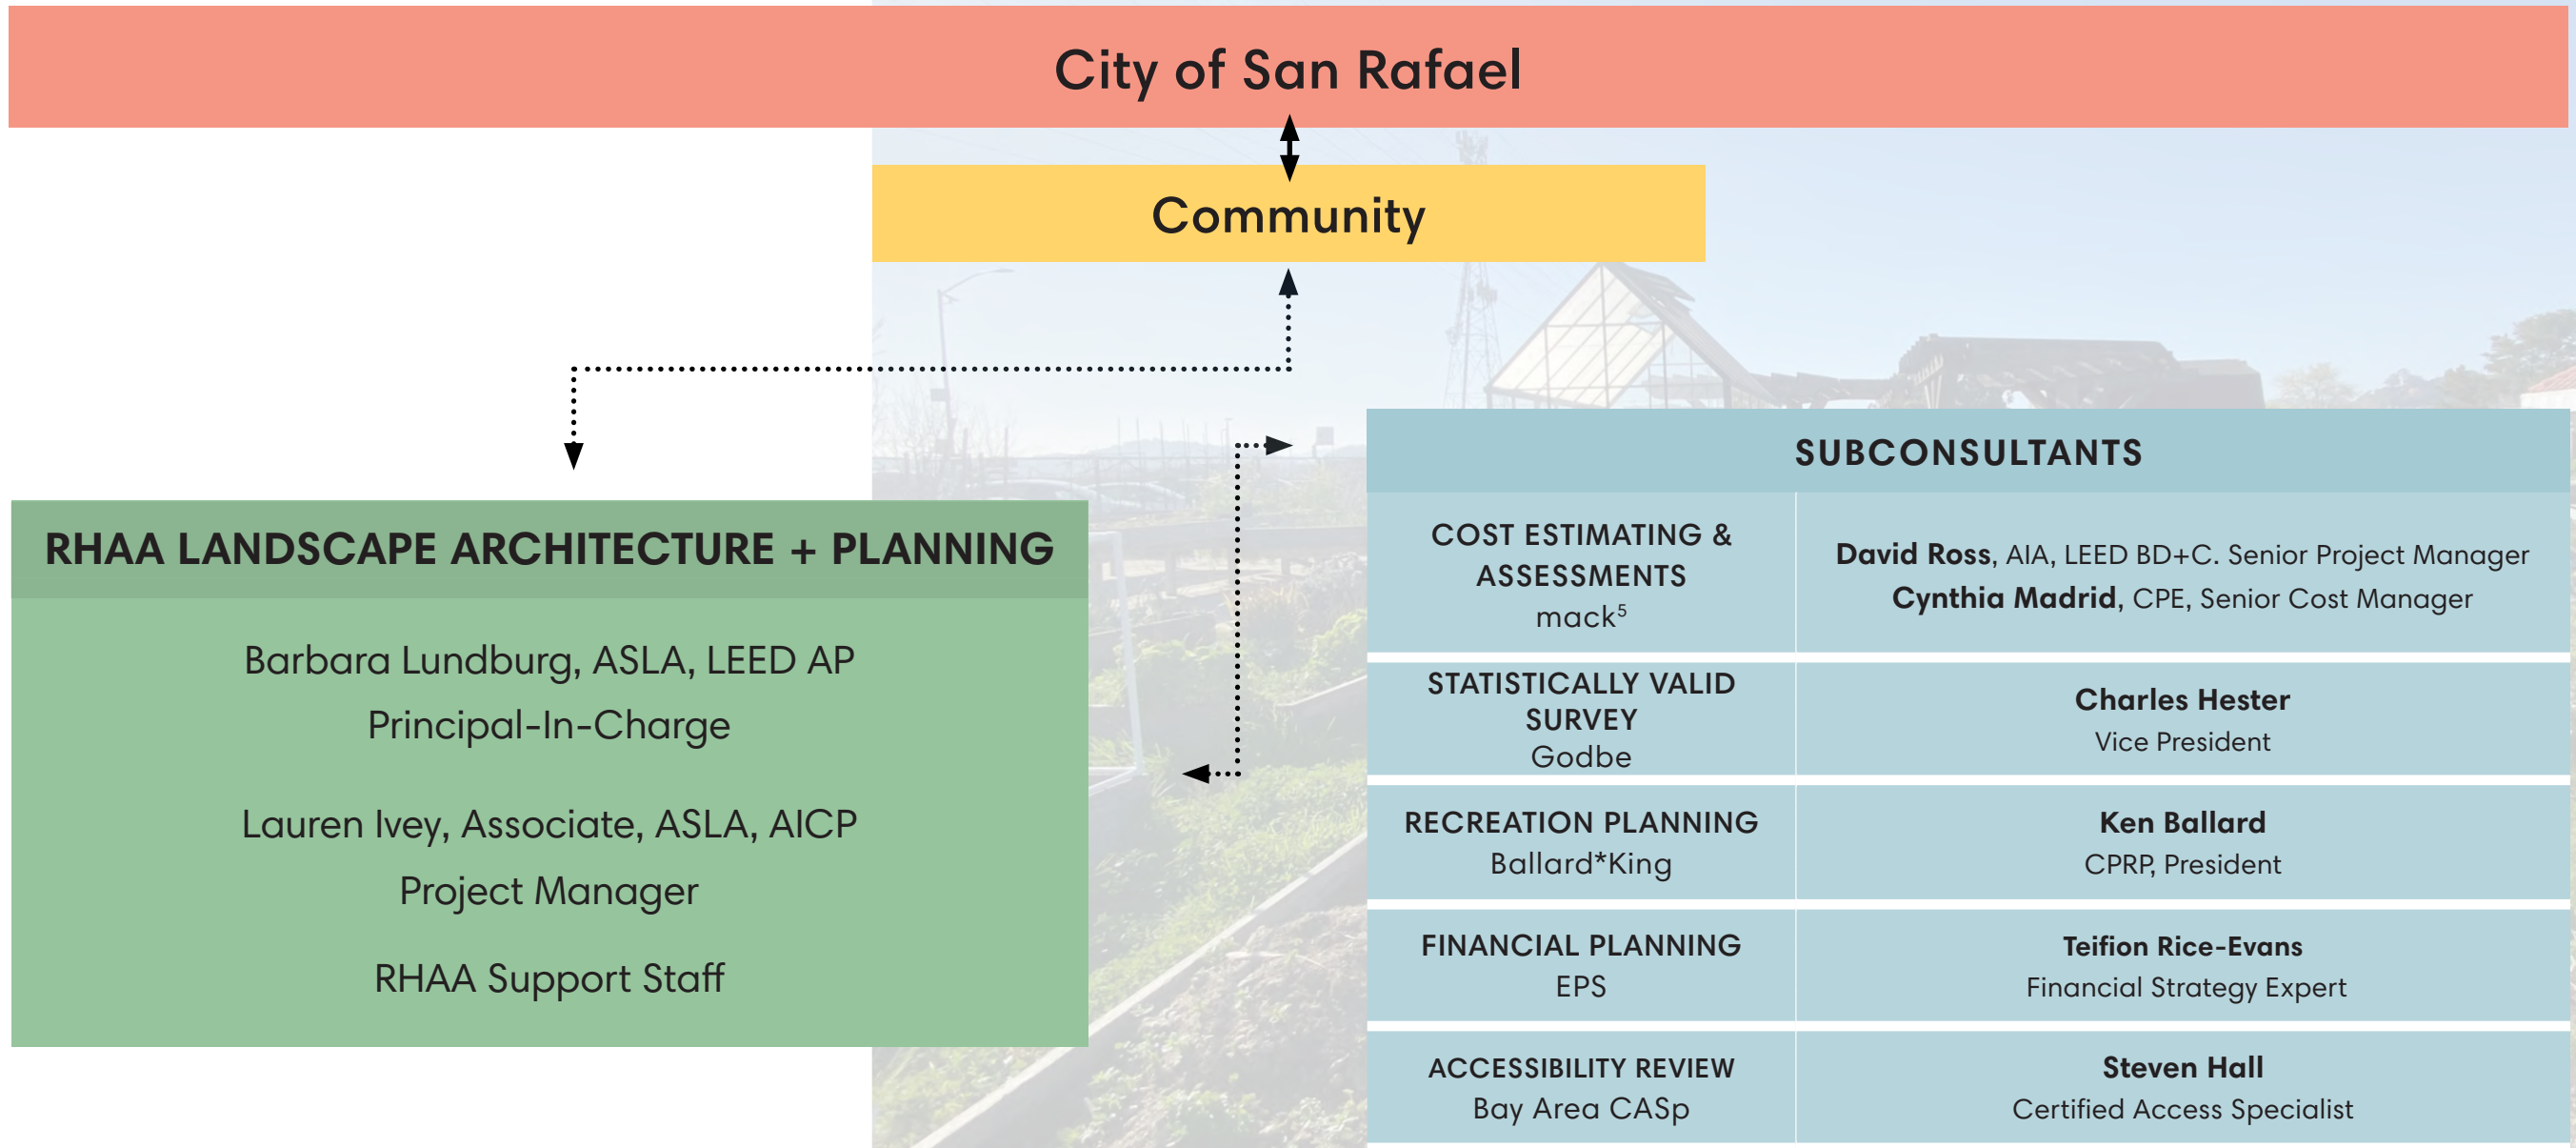 City of San Rafael
Community
RHAA LANDSCAPE ARCHITECTURE + PLANNING
Barbara Lundburg, ASLA, LEED AP
Principal-In-Charge
Lauren Ivey, Associate, ASLA, AICP
Project Manager
RHAA Support Staff
SUBCONSULTANTS
COST ESTIMATING &
ASSESSMENTS
mack⁵
David Ross, AIA, LEED BD+C. Senior Project Manager
Cynthia Madrid, CPE, Senior Cost Manager
STATISTICALLY VALID
SURVEY
Godbe
Charles Hester
Vice President
RECREATION PLANNING
Ballard*King
Ken Ballard
CPRP, President
FINANCIAL PLANNING
EPS
Teifion Rice-Evans
Financial Strategy Expert
ACCESSIBILITY REVIEW
Bay Area CASp
Steven Hall
Certified Access Specialist